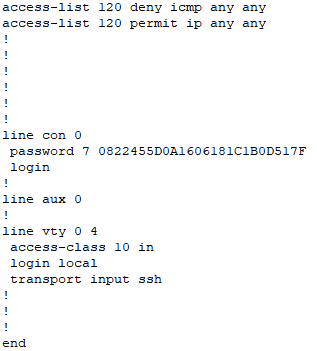 access-list 120 deny icmp any any
access-list 120 permit ip any any
!
!
!
!
!
!
line con 0
 password 7 0822455D0A1606181C1B0D517F
 login
!
line aux 0
!
line vty 0 4
 access-class 10 in
 login local
 transport input ssh
!
!
!
end